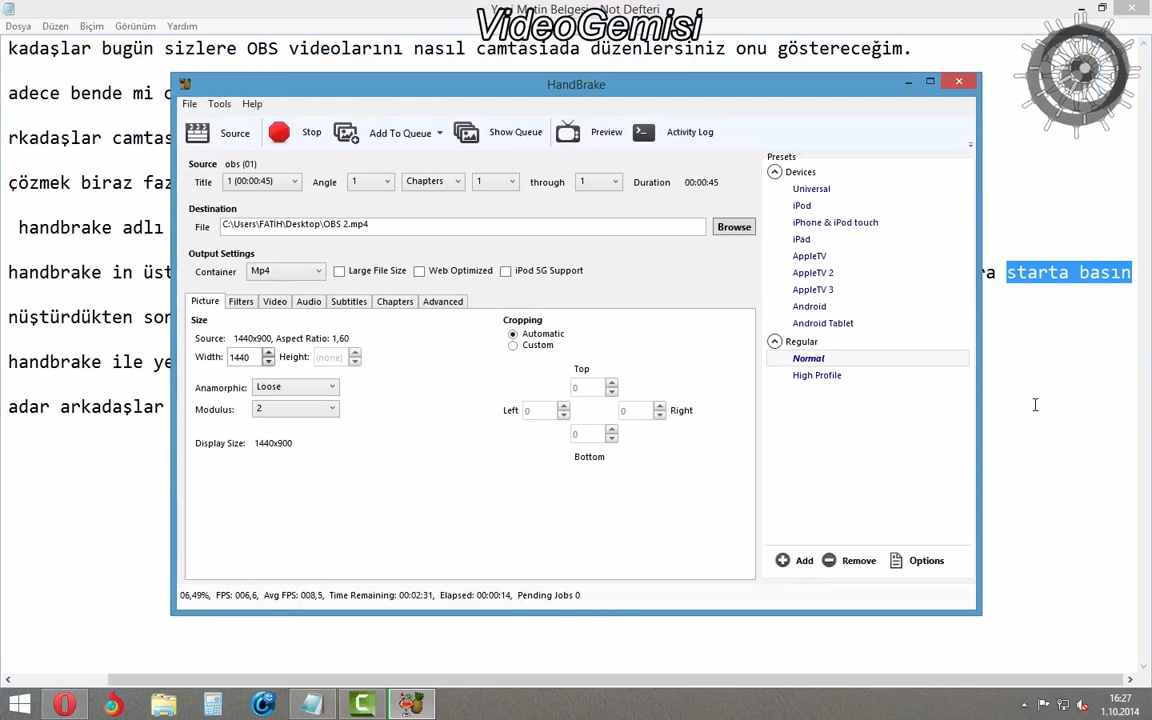 Yeni Metin Belgesi - Not Defteri
VideoGemisi
Dosya Düzen Biçim Görünüm Yardım
kadaşlar bugün sizlere OBS videolarını nasıl camtasiada düzenlersiniz onu göstereceğim.
HandBrake
adece bende mi
File Tools Help
rkadaşlar camtas
Source Stop Add To Queue Show Queue Preview Activity Log
Source obs (01)
Presets
çözmek biraz faz
Title 1 (00:00:45) Angle 1 Chapters 1 through 1 Duration 00:00:45
Devices
Universal
iPod
iPhone & iPod touch
iPad
AppleTV
AppleTV 2
AppleTV 3
Android
Android Tablet
Regular
Normal
High Profile
Destination
handbrake adlı
File C:\Users\FATİH\Desktop\OBS 2.mp4 Browse
Output Settings
handbrake in üst
Container Mp4 Large File Size Web Optimized iPod 5G Support
ra starta basın
Picture Filters Video Audio Subtitles Chapters Advanced
nüştürdükten son
Size
Source: 1440x900, Aspect Ratio: 1,60
Width: 1440 Height: (none)
handbrake ile ye
Anamorphic: Loose
Modulus: 2
adar arkadaşlar
Display Size: 1440x900
Cropping
Automatic
Custom
Top
0
Left 0 0 Right
0
Bottom
Add Remove Options
06,49%, FPS: 006,6, Avg FPS: 008,5, Time Remaining: 00:02:31, Elapsed: 00:00:14, Pending Jobs 0
16:27
1.10.2014